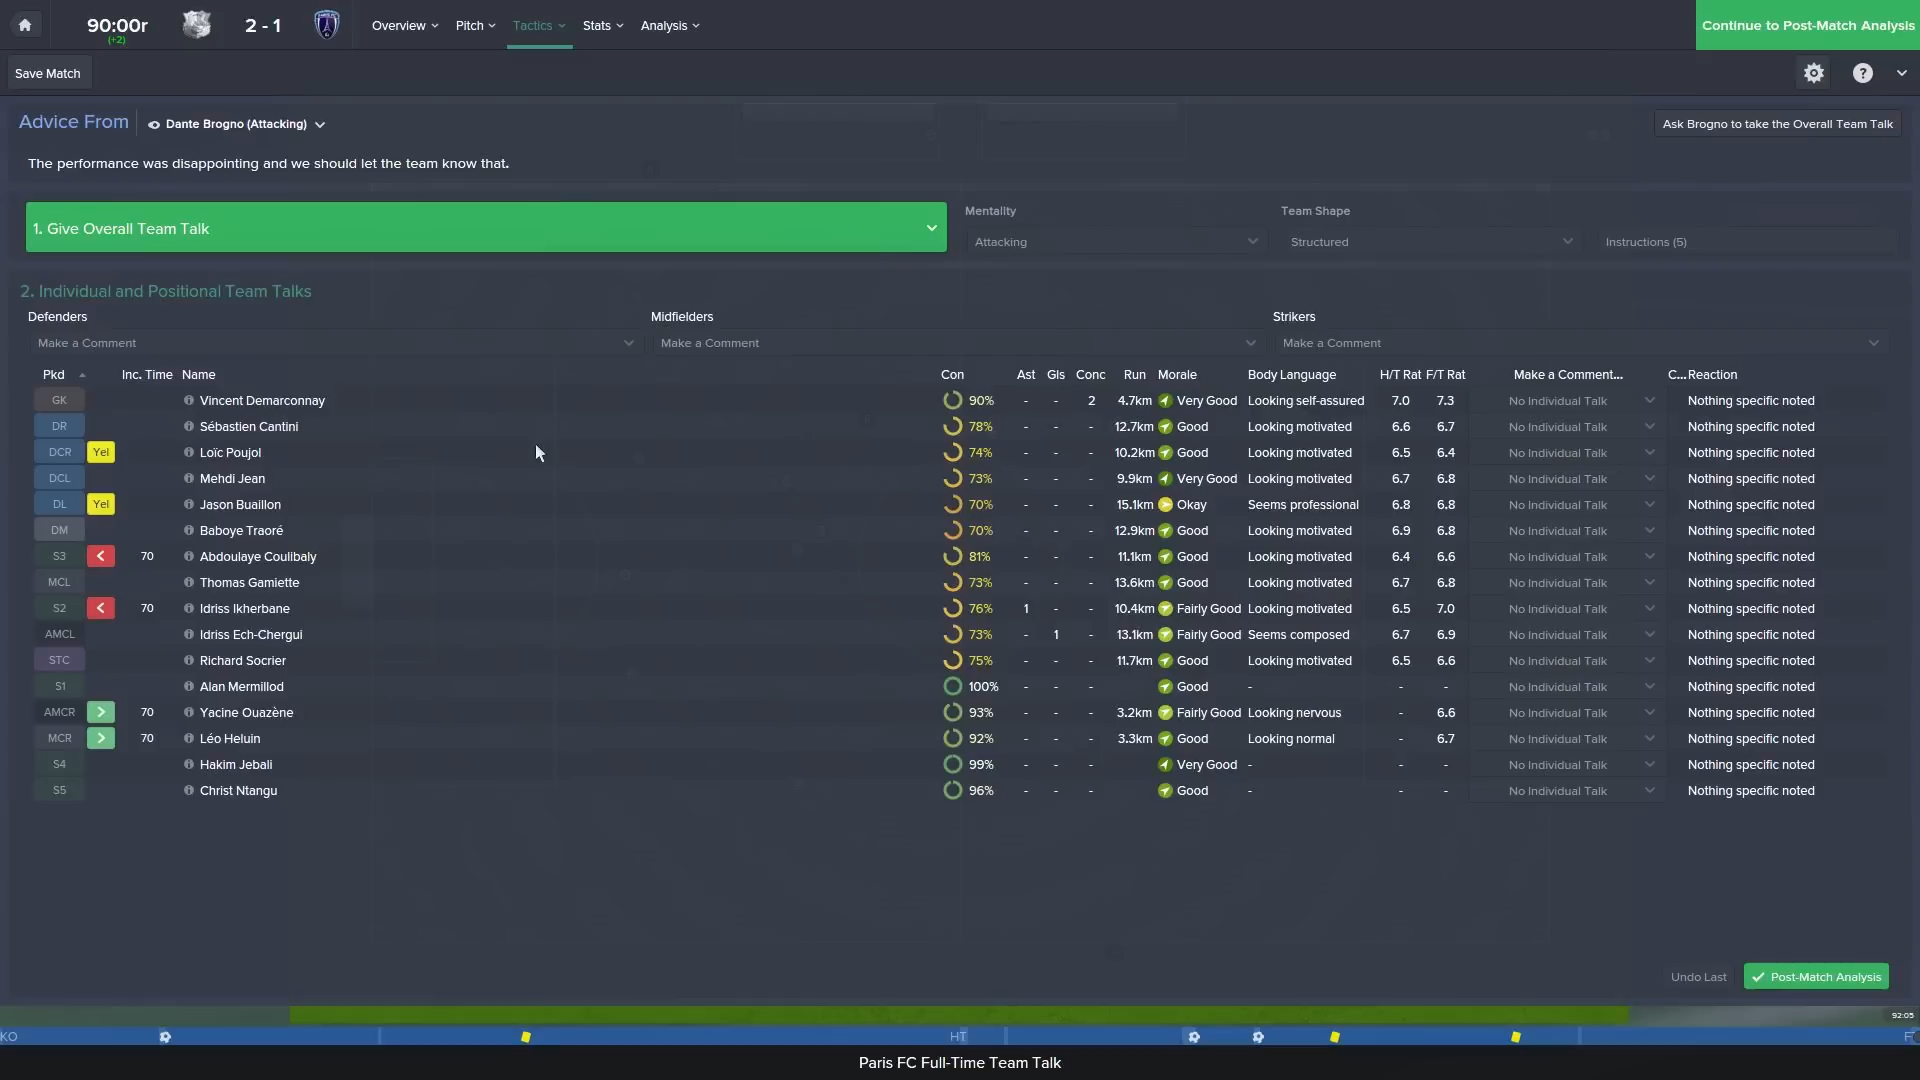 90:00r
(+2)
2 - 1
Overview
Pitch
Tactics
Stats
Analysis
Continue to Post-Match Analysis
Save Match
?
Advice From
Dante Brogno (Attacking)
Ask Brogno to take the Overall Team Talk
The performance was disappointing and we should let the team know that.
1. Give Overall Team Talk
Mentality
Attacking
Team Shape
Structured
Instructions (5)
2. Individual and Positional Team Talks
Defenders
Midfielders
Strikers
Make a Comment
Make a Comment
Make a Comment
Pkd Inc. Time Name Con Ast Gls Conc Run Morale Body Language H/T Rat F/T Rat Make a Comment... C... Reaction
GK Vincent Demarconnay 90% - - 2 4.7km Very Good Looking self-assured 7.0 7.3 No Individual Talk Nothing specific noted
DR Sébastien Cantini 78% - - - 12.7km Good Looking motivated 6.6 6.7 No Individual Talk Nothing specific noted
DCR Yel Loïc Poujol 74% - - - 10.2km Good Looking motivated 6.5 6.4 No Individual Talk Nothing specific noted
DCL Mehdi Jean 73% - - - 9.9km Very Good Looking motivated 6.7 6.8 No Individual Talk Nothing specific noted
DL Yel Jason Buaillon 70% - - - 15.1km Okay Seems professional 6.8 6.8 No Individual Talk Nothing specific noted
DM Baboye Traoré 70% - - - 12.9km Good Looking motivated 6.9 6.8 No Individual Talk Nothing specific noted
S3 70 Abdoulaye Coulibaly 81% - - - 11.1km Good Looking motivated 6.4 6.6 No Individual Talk Nothing specific noted
MCL Thomas Gamiette 73% - - - 13.6km Good Looking motivated 6.7 6.8 No Individual Talk Nothing specific noted
S2 70 Idriss Ikherbane 76% 1 - - 10.4km Fairly Good Looking motivated 6.5 7.0 No Individual Talk Nothing specific noted
AMCL Idriss Ech-Chergui 73% - 1 - 13.1km Fairly Good Seems composed 6.7 6.9 No Individual Talk Nothing specific noted
STC Richard Socrier 75% - - - 11.7km Good Looking motivated 6.5 6.6 No Individual Talk Nothing specific noted
S1 Alan Mermillod 100% - - - Good - - - No Individual Talk Nothing specific noted
AMCR 70 Yacine Ouazène 93% - - - 3.2km Fairly Good Looking nervous - 6.6 No Individual Talk Nothing specific noted
MCR 70 Léo Heluin 92% - - - 3.3km Good Looking normal - 6.7 No Individual Talk Nothing specific noted
S4 Hakim Jebali 99% - - - Very Good - - - No Individual Talk Nothing specific noted
S5 Christ Ntangu 96% - - - Good - - - No Individual Talk Nothing specific noted
Undo Last
Post-Match Analysis
92:05
KO
HT
Paris FC Full-Time Team Talk